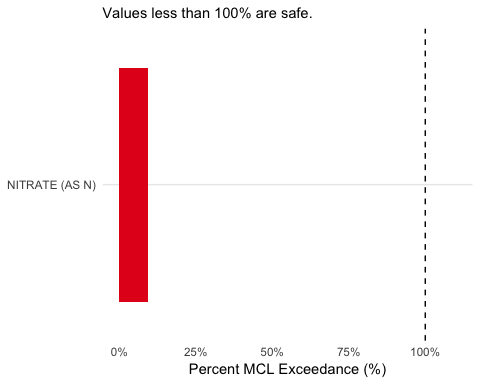 Values less than 100% are safe.
NITRATE (AS N)
0% 25% 50% 75% 100%
Percent MCL Exceedance (%)